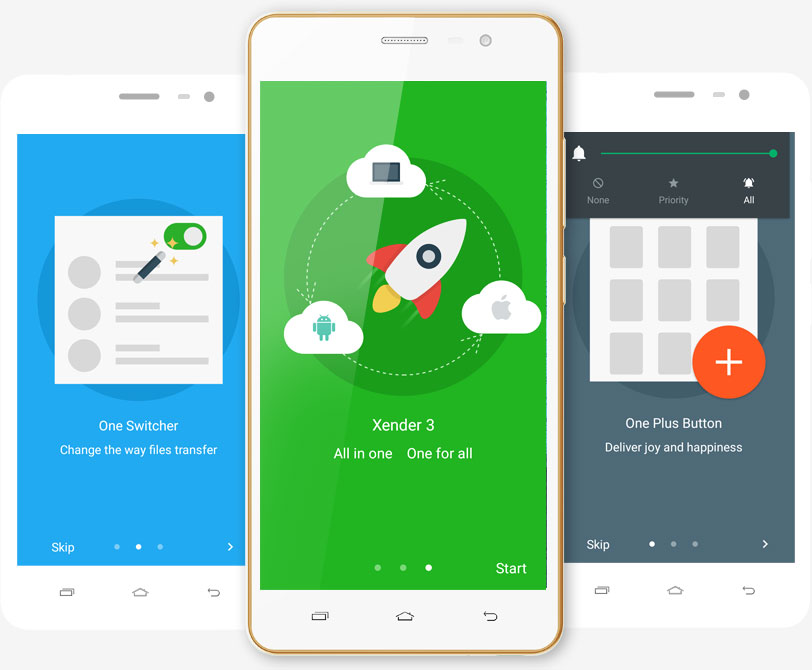 One Switcher
Change the way files transfer
Skip
Xender 3
All in one One for all
Start
None
Priority
All
One Plus Button
Deliver joy and happiness
Skip